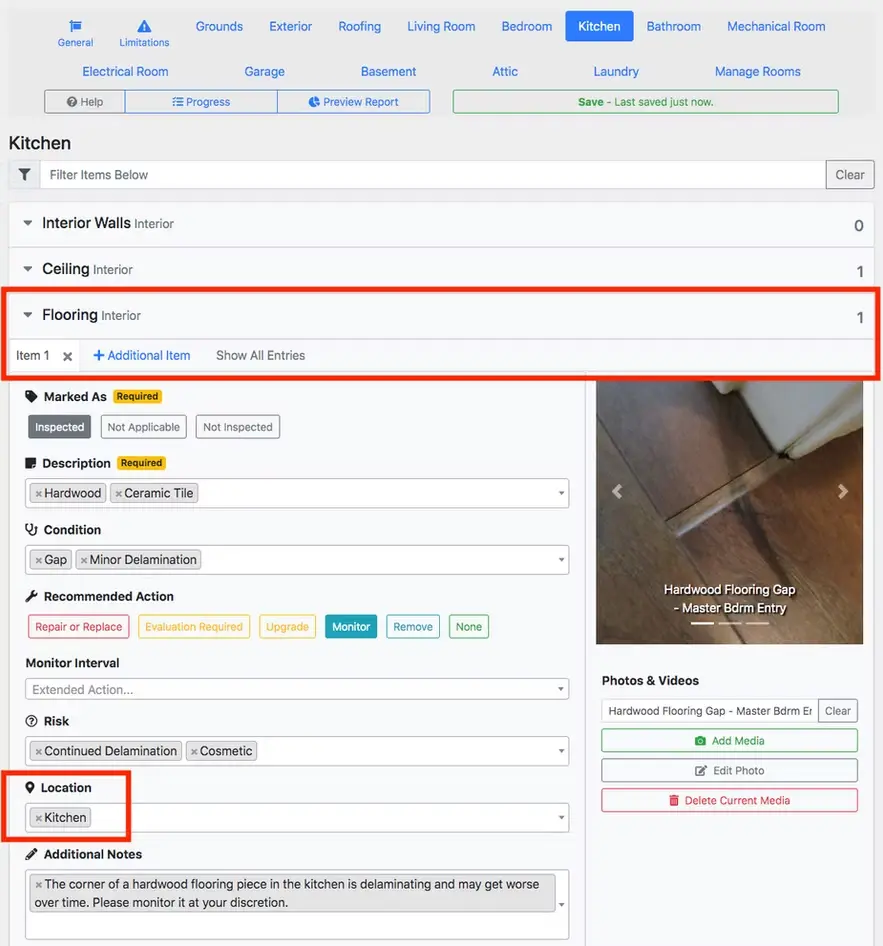 General
Limitations
Grounds
Exterior
Roofing
Living Room
Bedroom
Kitchen
Bathroom
Mechanical Room
Electrical Room
Garage
Basement
Attic
Laundry
Manage Rooms
Help
Progress
Preview Report
Save - Last saved just now.
Kitchen
Filter Items Below
Clear
Interior Walls Interior
0
Ceiling Interior
1
Flooring Interior
1
Item 1 ×
+ Additional Item
Show All Entries
Marked As Required
Inspected
Not Applicable
Not Inspected
Description Required
× Hardwood × Ceramic Tile
Condition
× Gap × Minor Delamination
Recommended Action
Repair or Replace
Evaluation Required
Upgrade
Monitor
Remove
None
Monitor Interval
Extended Action...
Risk
× Continued Delamination × Cosmetic
Location
× Kitchen
Additional Notes
× The corner of a hardwood flooring piece in the kitchen is delaminating and may get worse
over time. Please monitor it at your discretion.
Hardwood Flooring Gap
- Master Bdrm Entry
Photos & Videos
Hardwood Flooring Gap - Master Bdrm Er
Clear
Add Media
Edit Photo
Delete Current Media